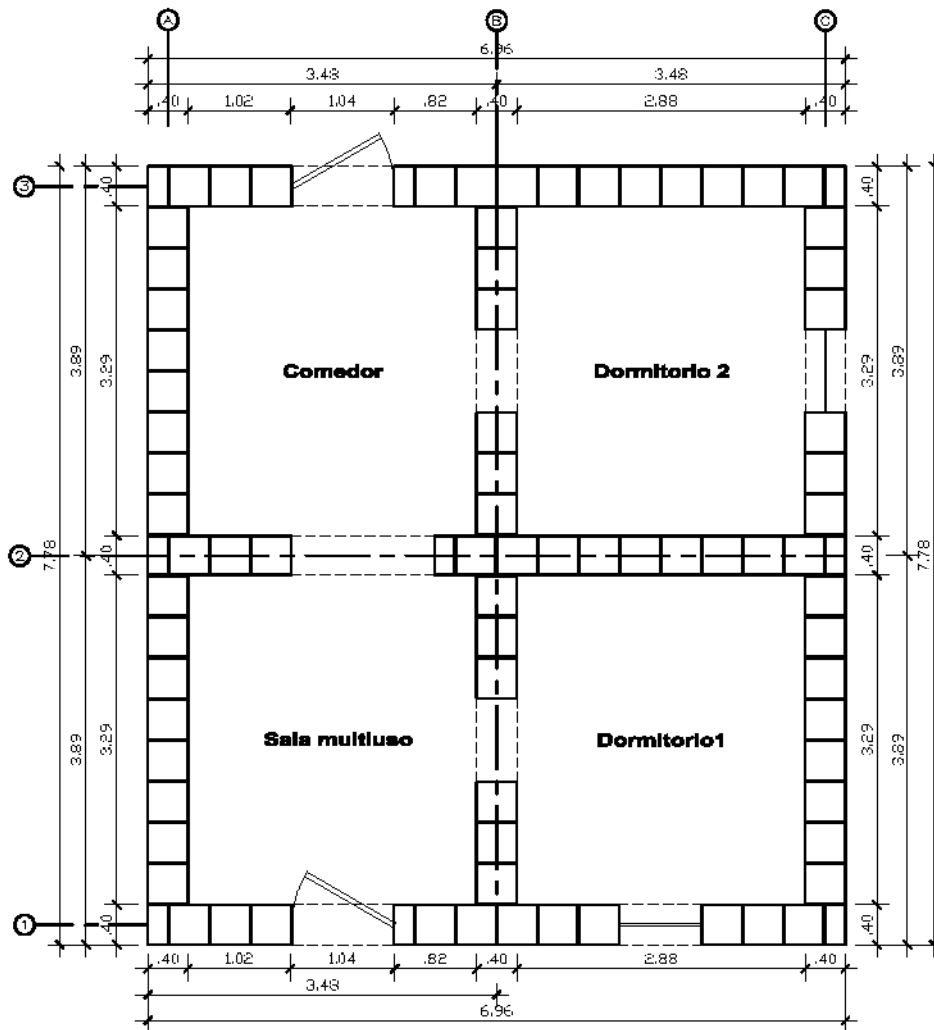 A B C
6.96
3.48 3.48
.40 1.02 1.04 .82 .40 2.88 .40
3
.40 .40
3.89 3.29 3.29 3.89
Comedor Dormitorio 2
2
7.78 .40 .40 7.78
3.89 3.29 3.29 3.89
Sala multiuso Dormitorio1
1
.40 .40
.40 1.02 1.04 .82 .40 2.88 .40
3.48
6.96